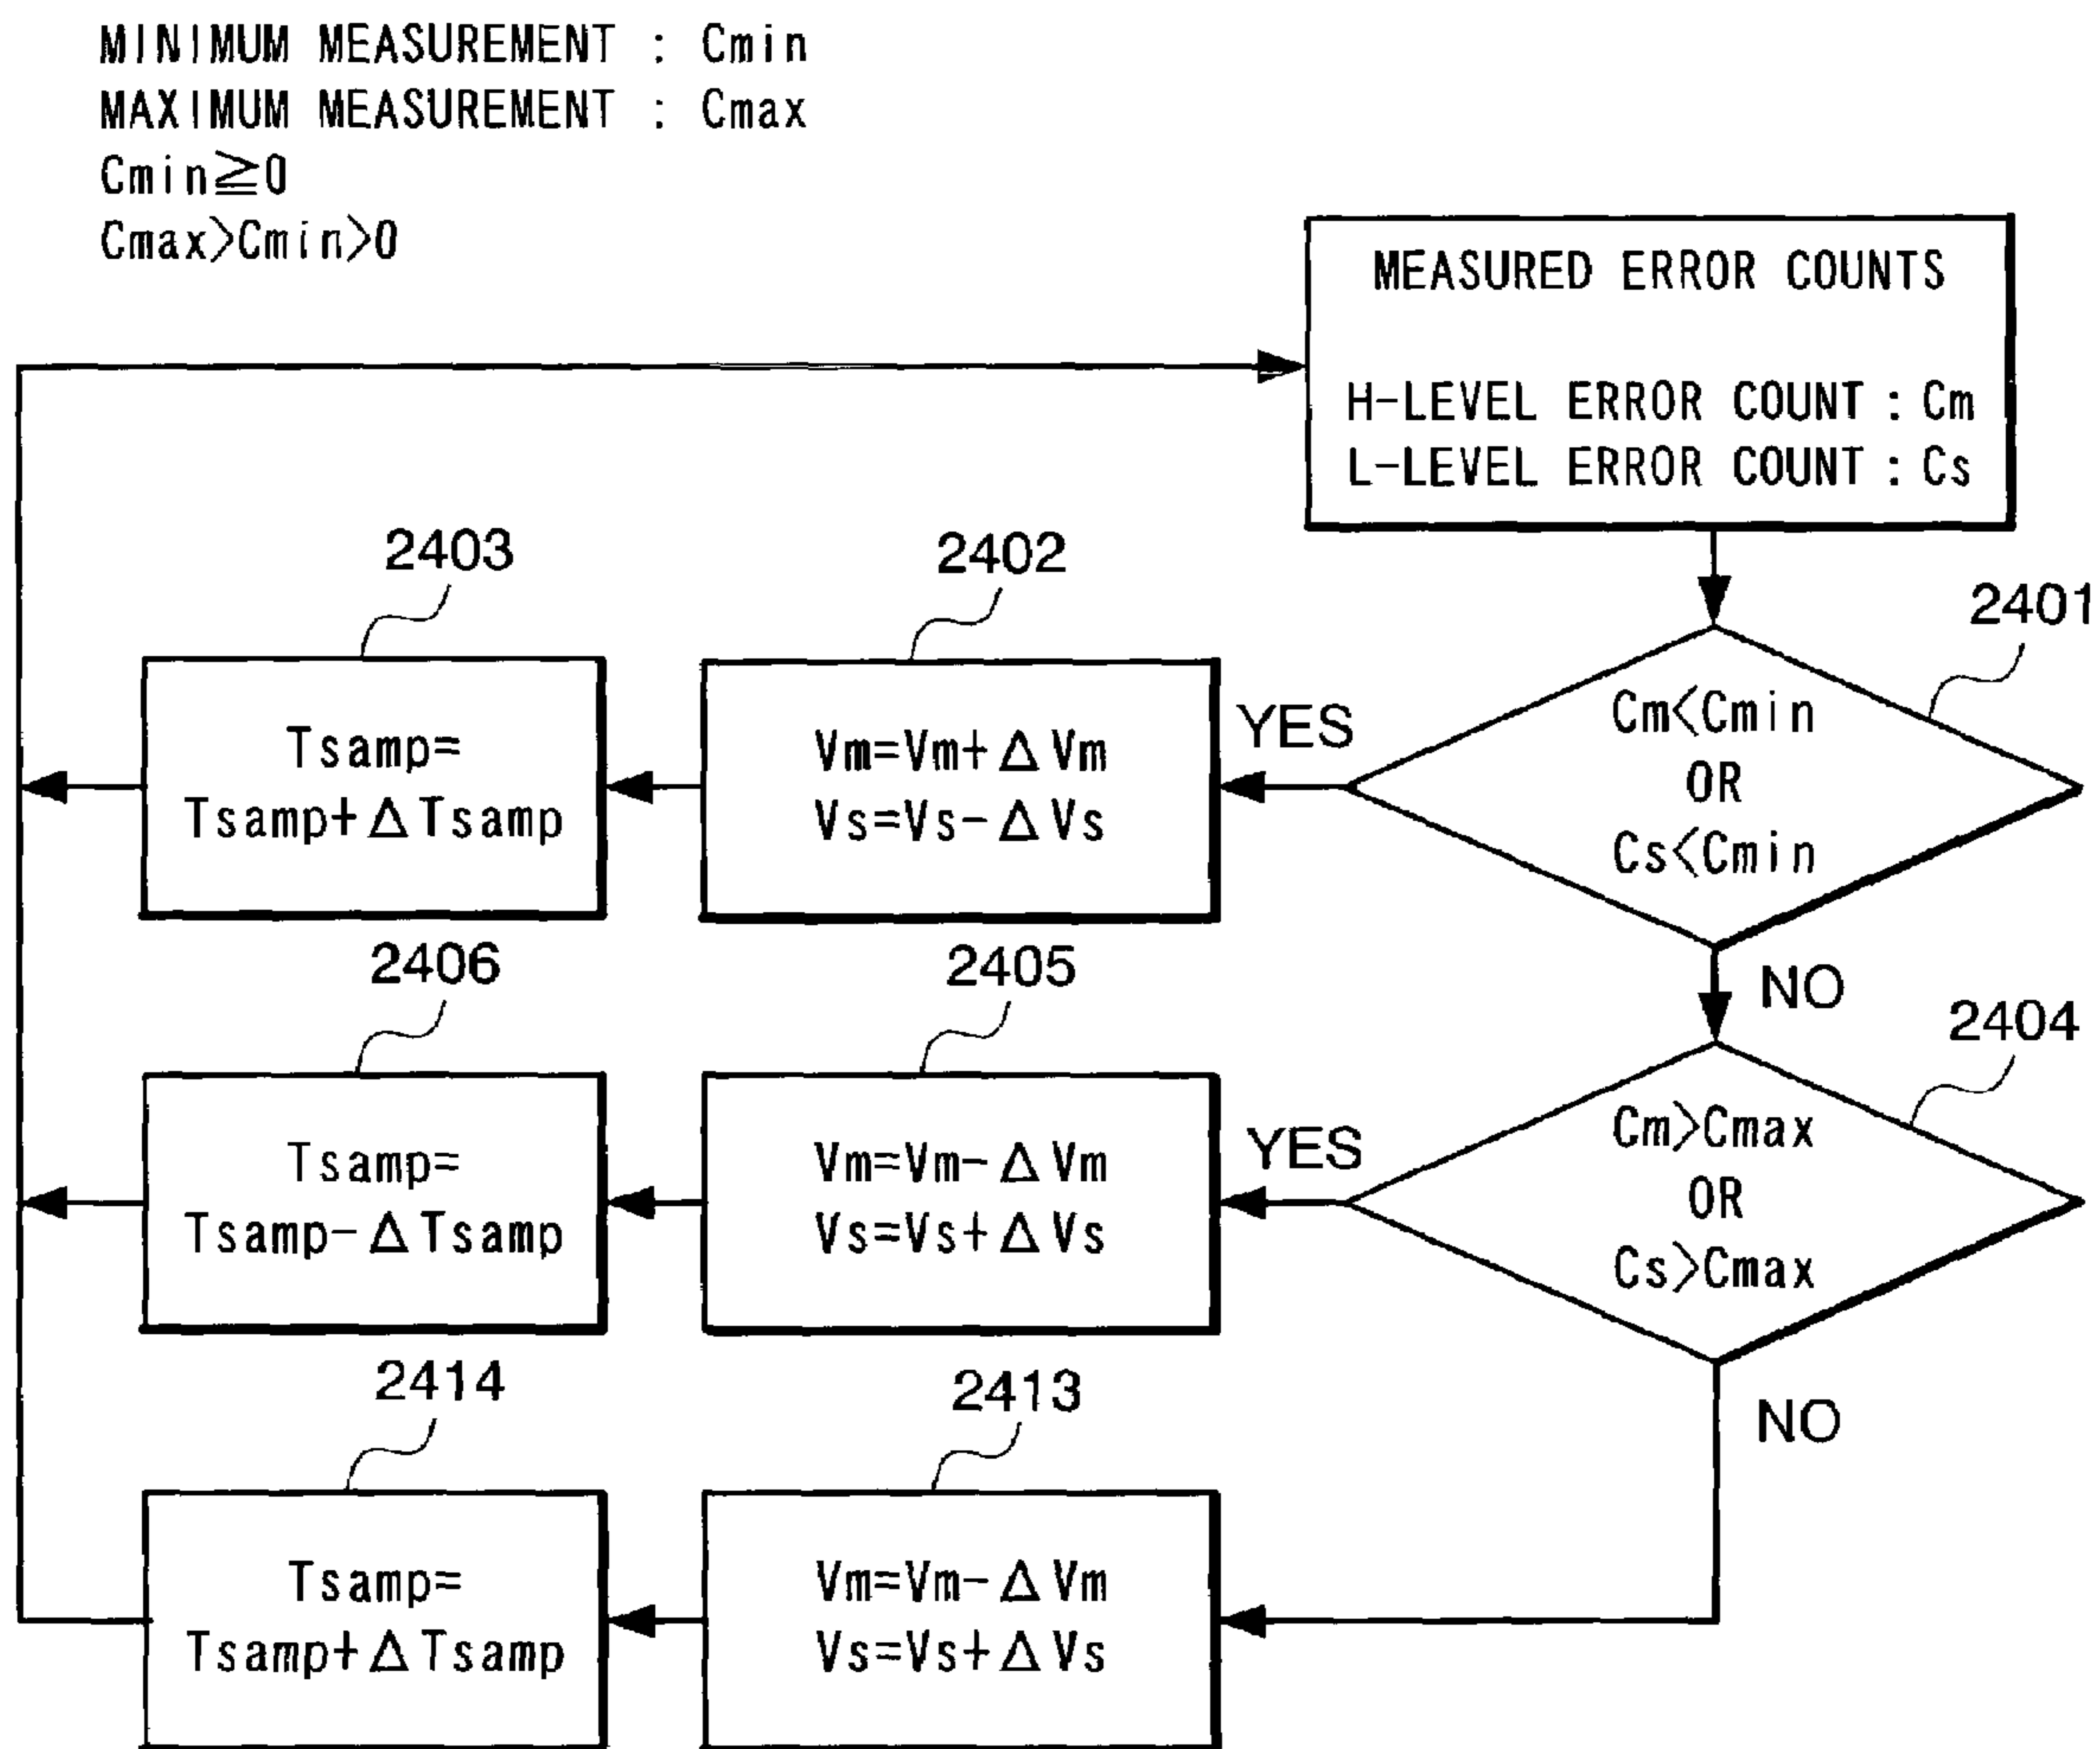 MINIMUM MEASUREMENT : Cmin
MAXIMUM MEASUREMENT : Cmax
Cmin≧0
Cmax>Cmin>0
MEASURED ERROR COUNTS
H-LEVEL ERROR COUNT : Cm
L-LEVEL ERROR COUNT : Cs
2401
Cm<Cmin
OR
Cs<Cmin
YES
2402
Vm=Vm+ΔVm
Vs=Vs-ΔVs
2403
Tsamp=
Tsamp+ΔTsamp
NO
2404
Cm>Cmax
OR
Cs>Cmax
YES
2405
Vm=Vm-ΔVm
Vs=Vs+ΔVs
2406
Tsamp=
Tsamp-ΔTsamp
NO
2413
Vm=Vm-ΔVm
Vs=Vs+ΔVs
2414
Tsamp=
Tsamp+ΔTsamp